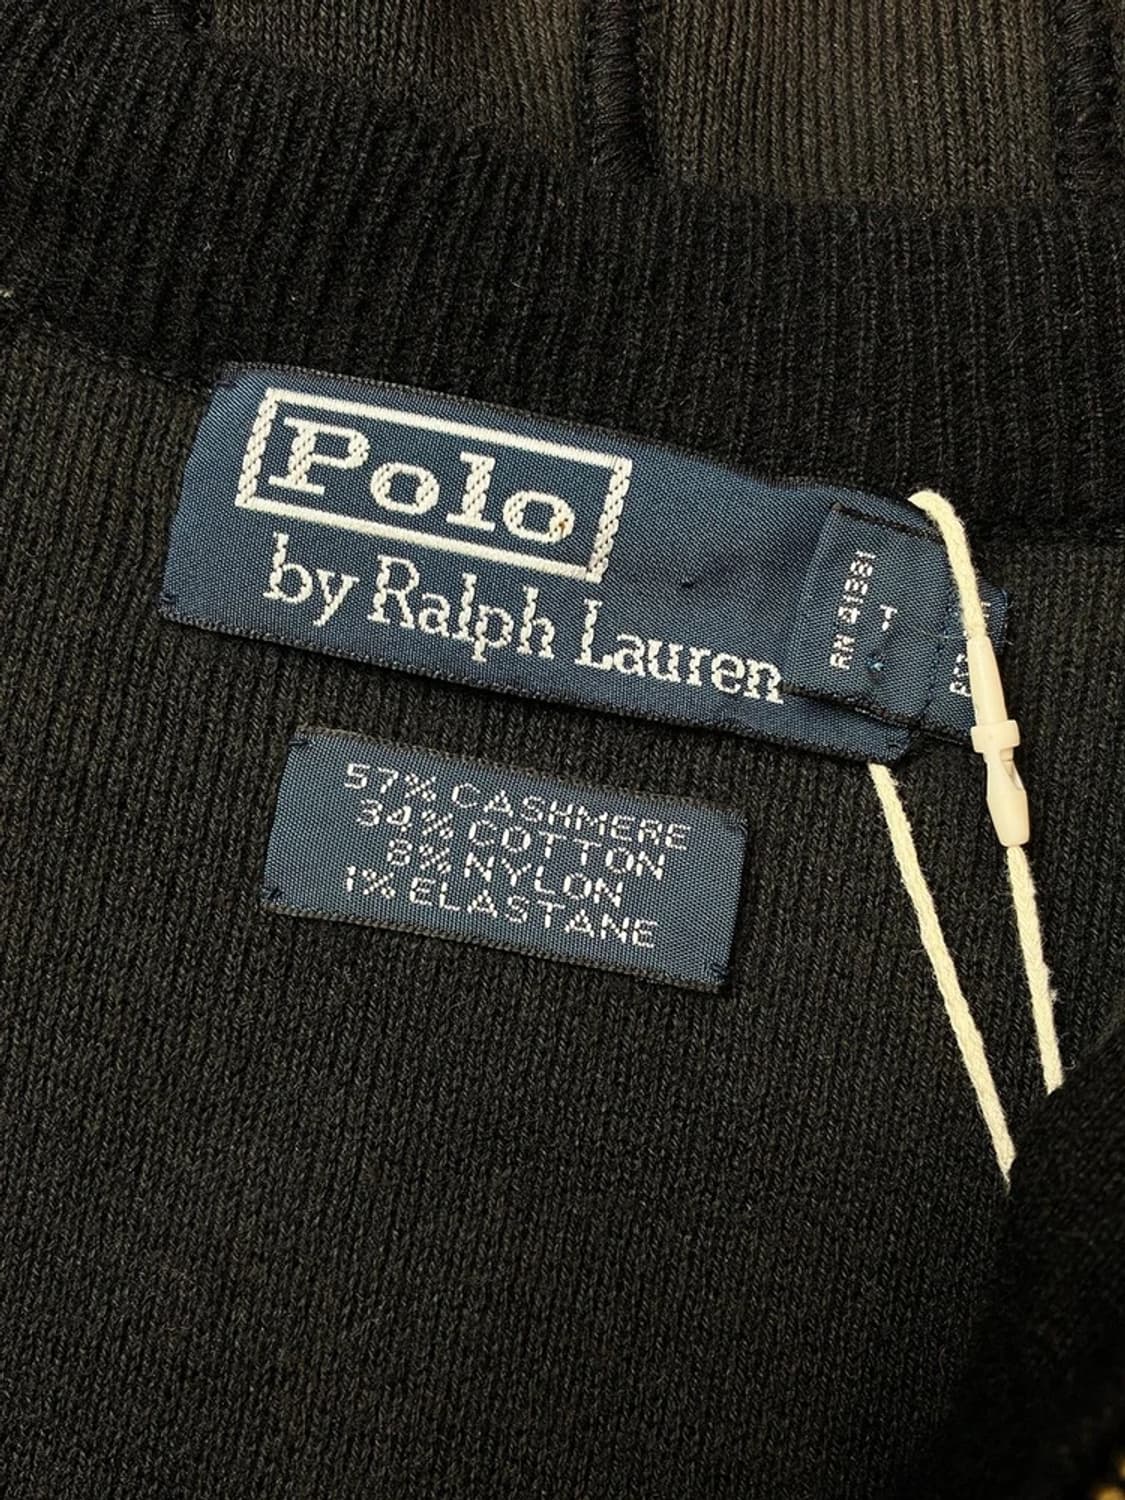 Polo
by Ralph Lauren
RN 41381
57% CASHMERE
34% COTTON
8% NYLON
1% ELASTANE